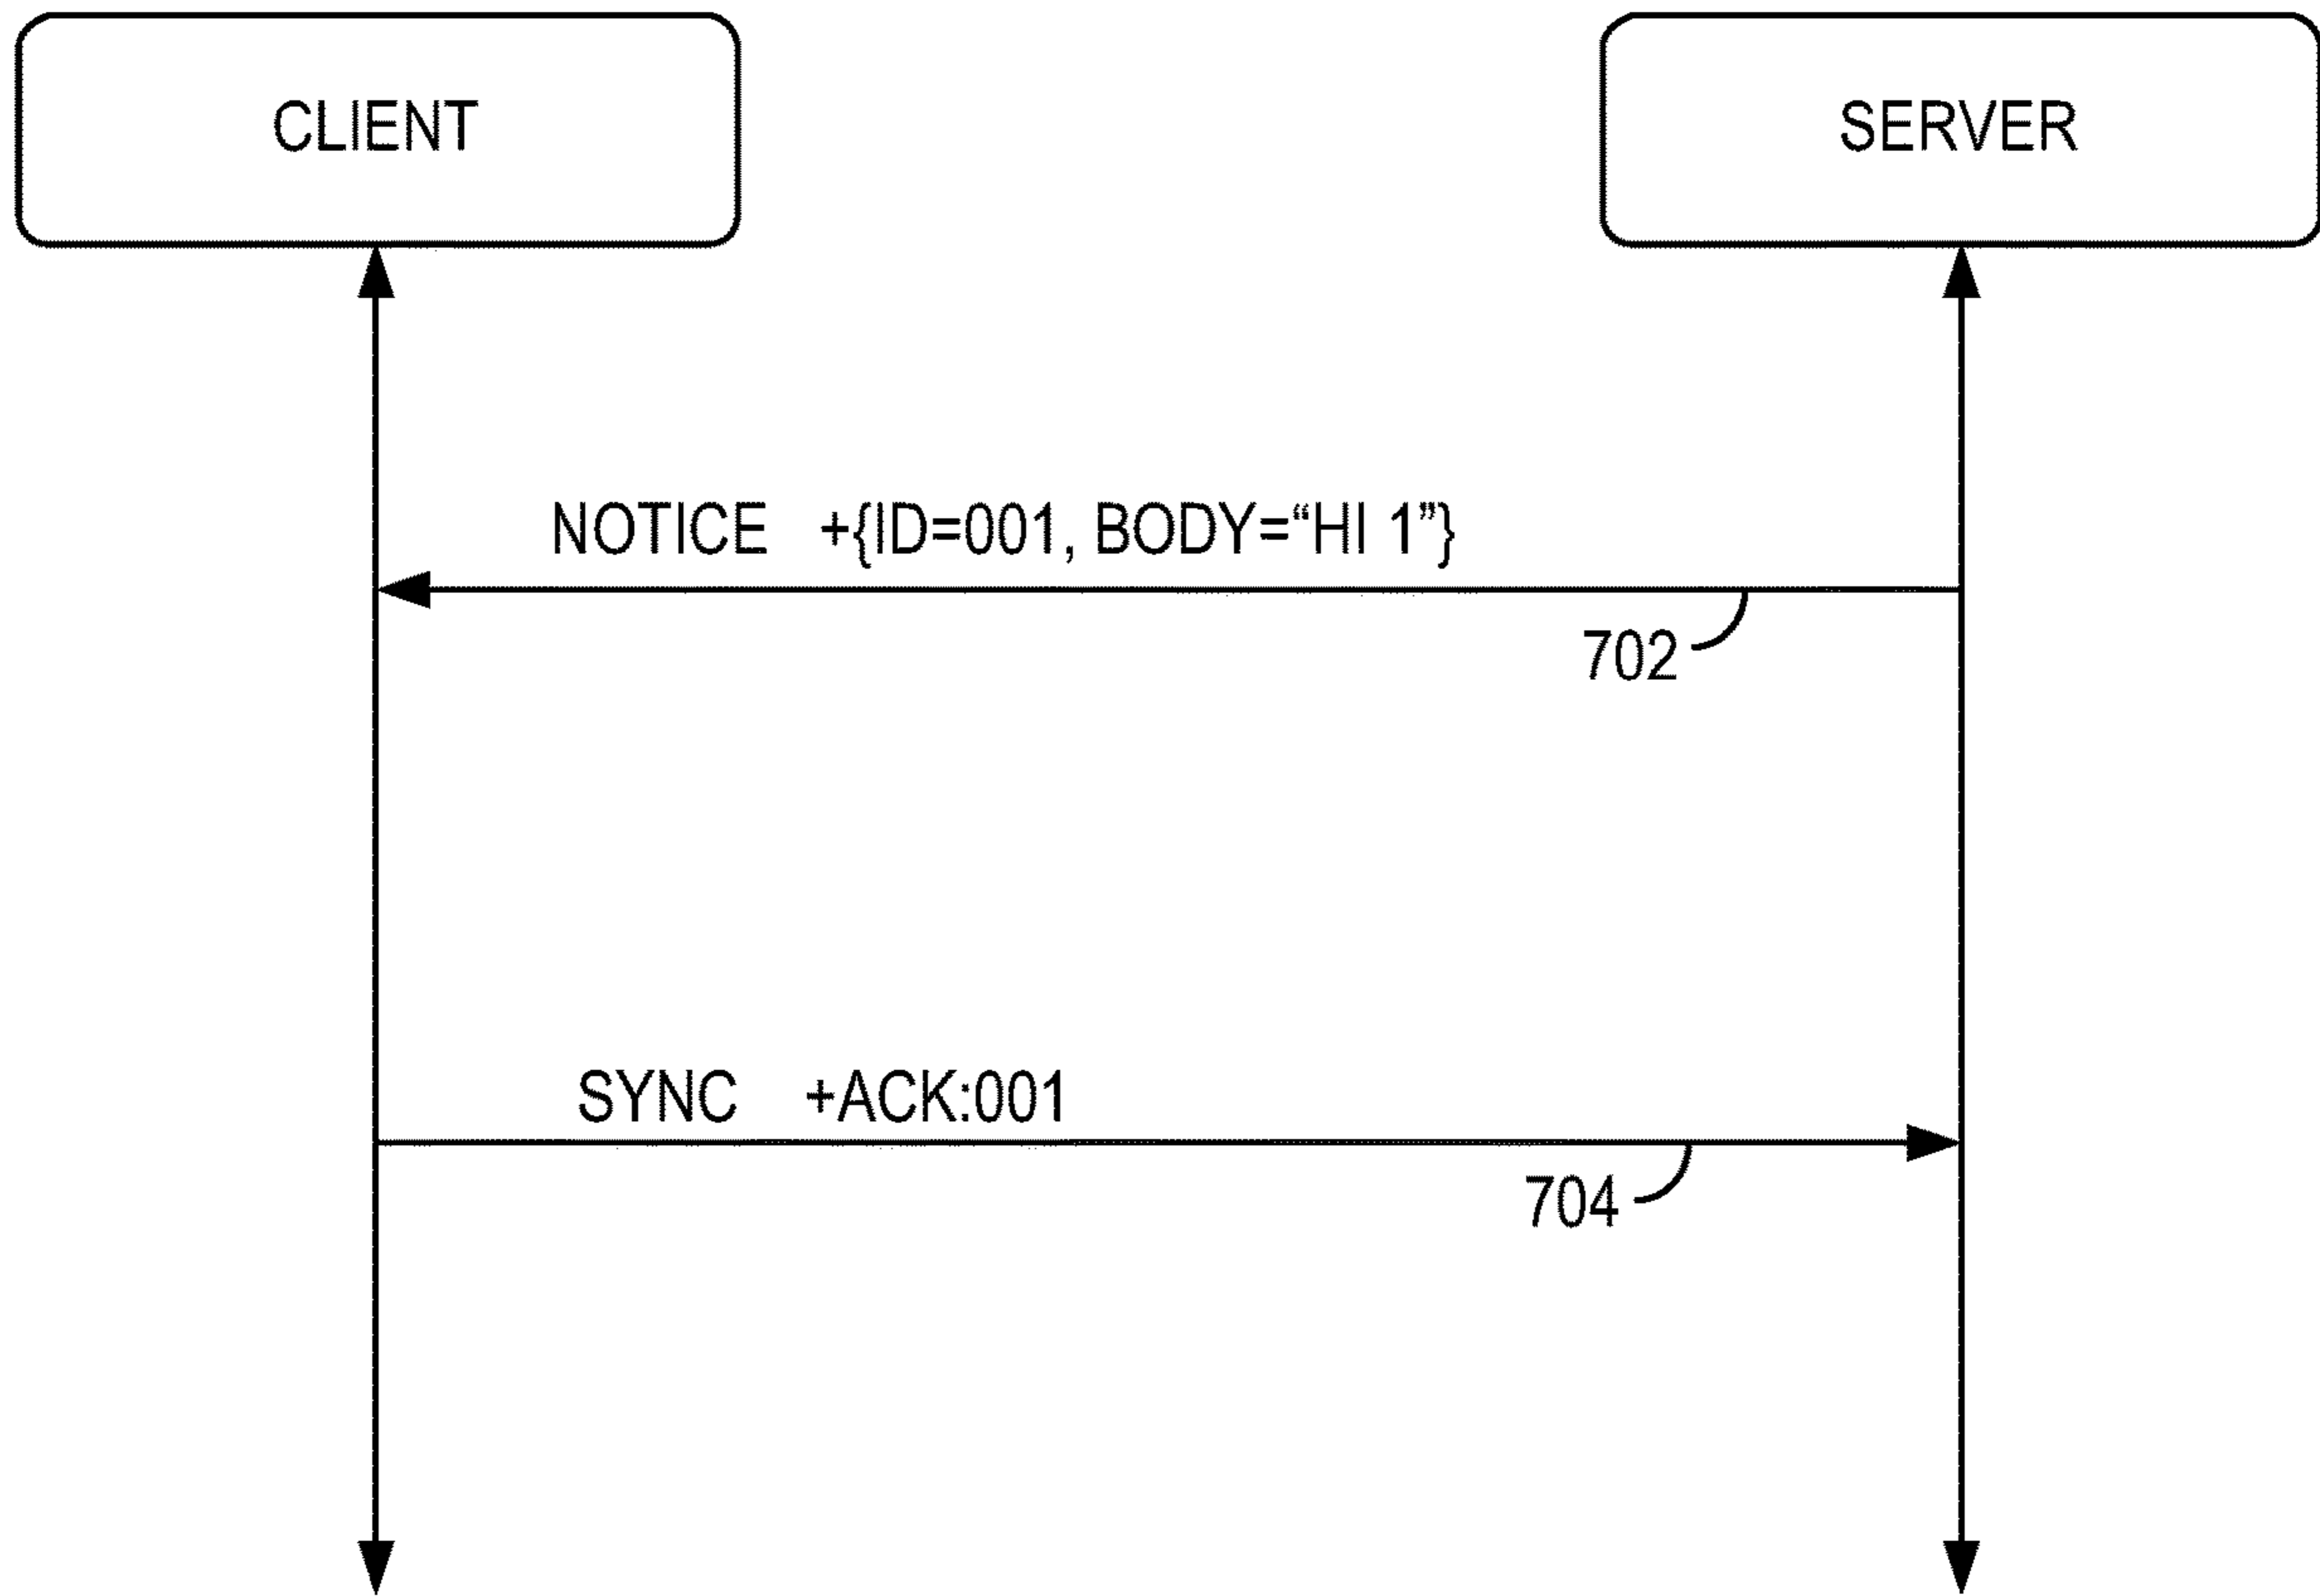 CLIENT
SERVER
NOTICE +{ID=001, BODY=“HI 1”}
702
SYNC +ACK:001
704